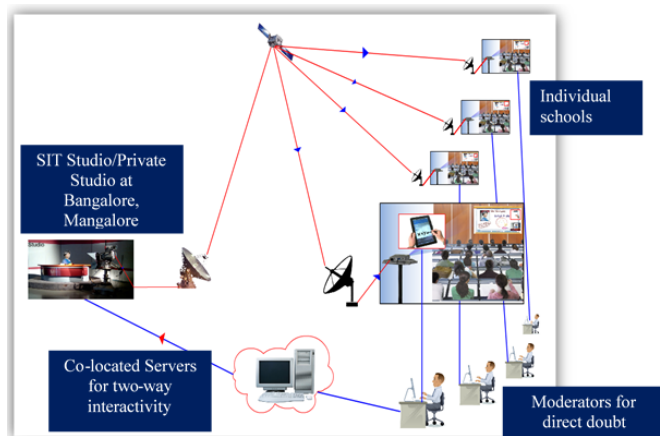 SIT Studio/Private
Studio at
Bangalore,
Mangalore
Individual
schools
Co-located Servers
for two-way
interactivity
Moderators for
direct doubt